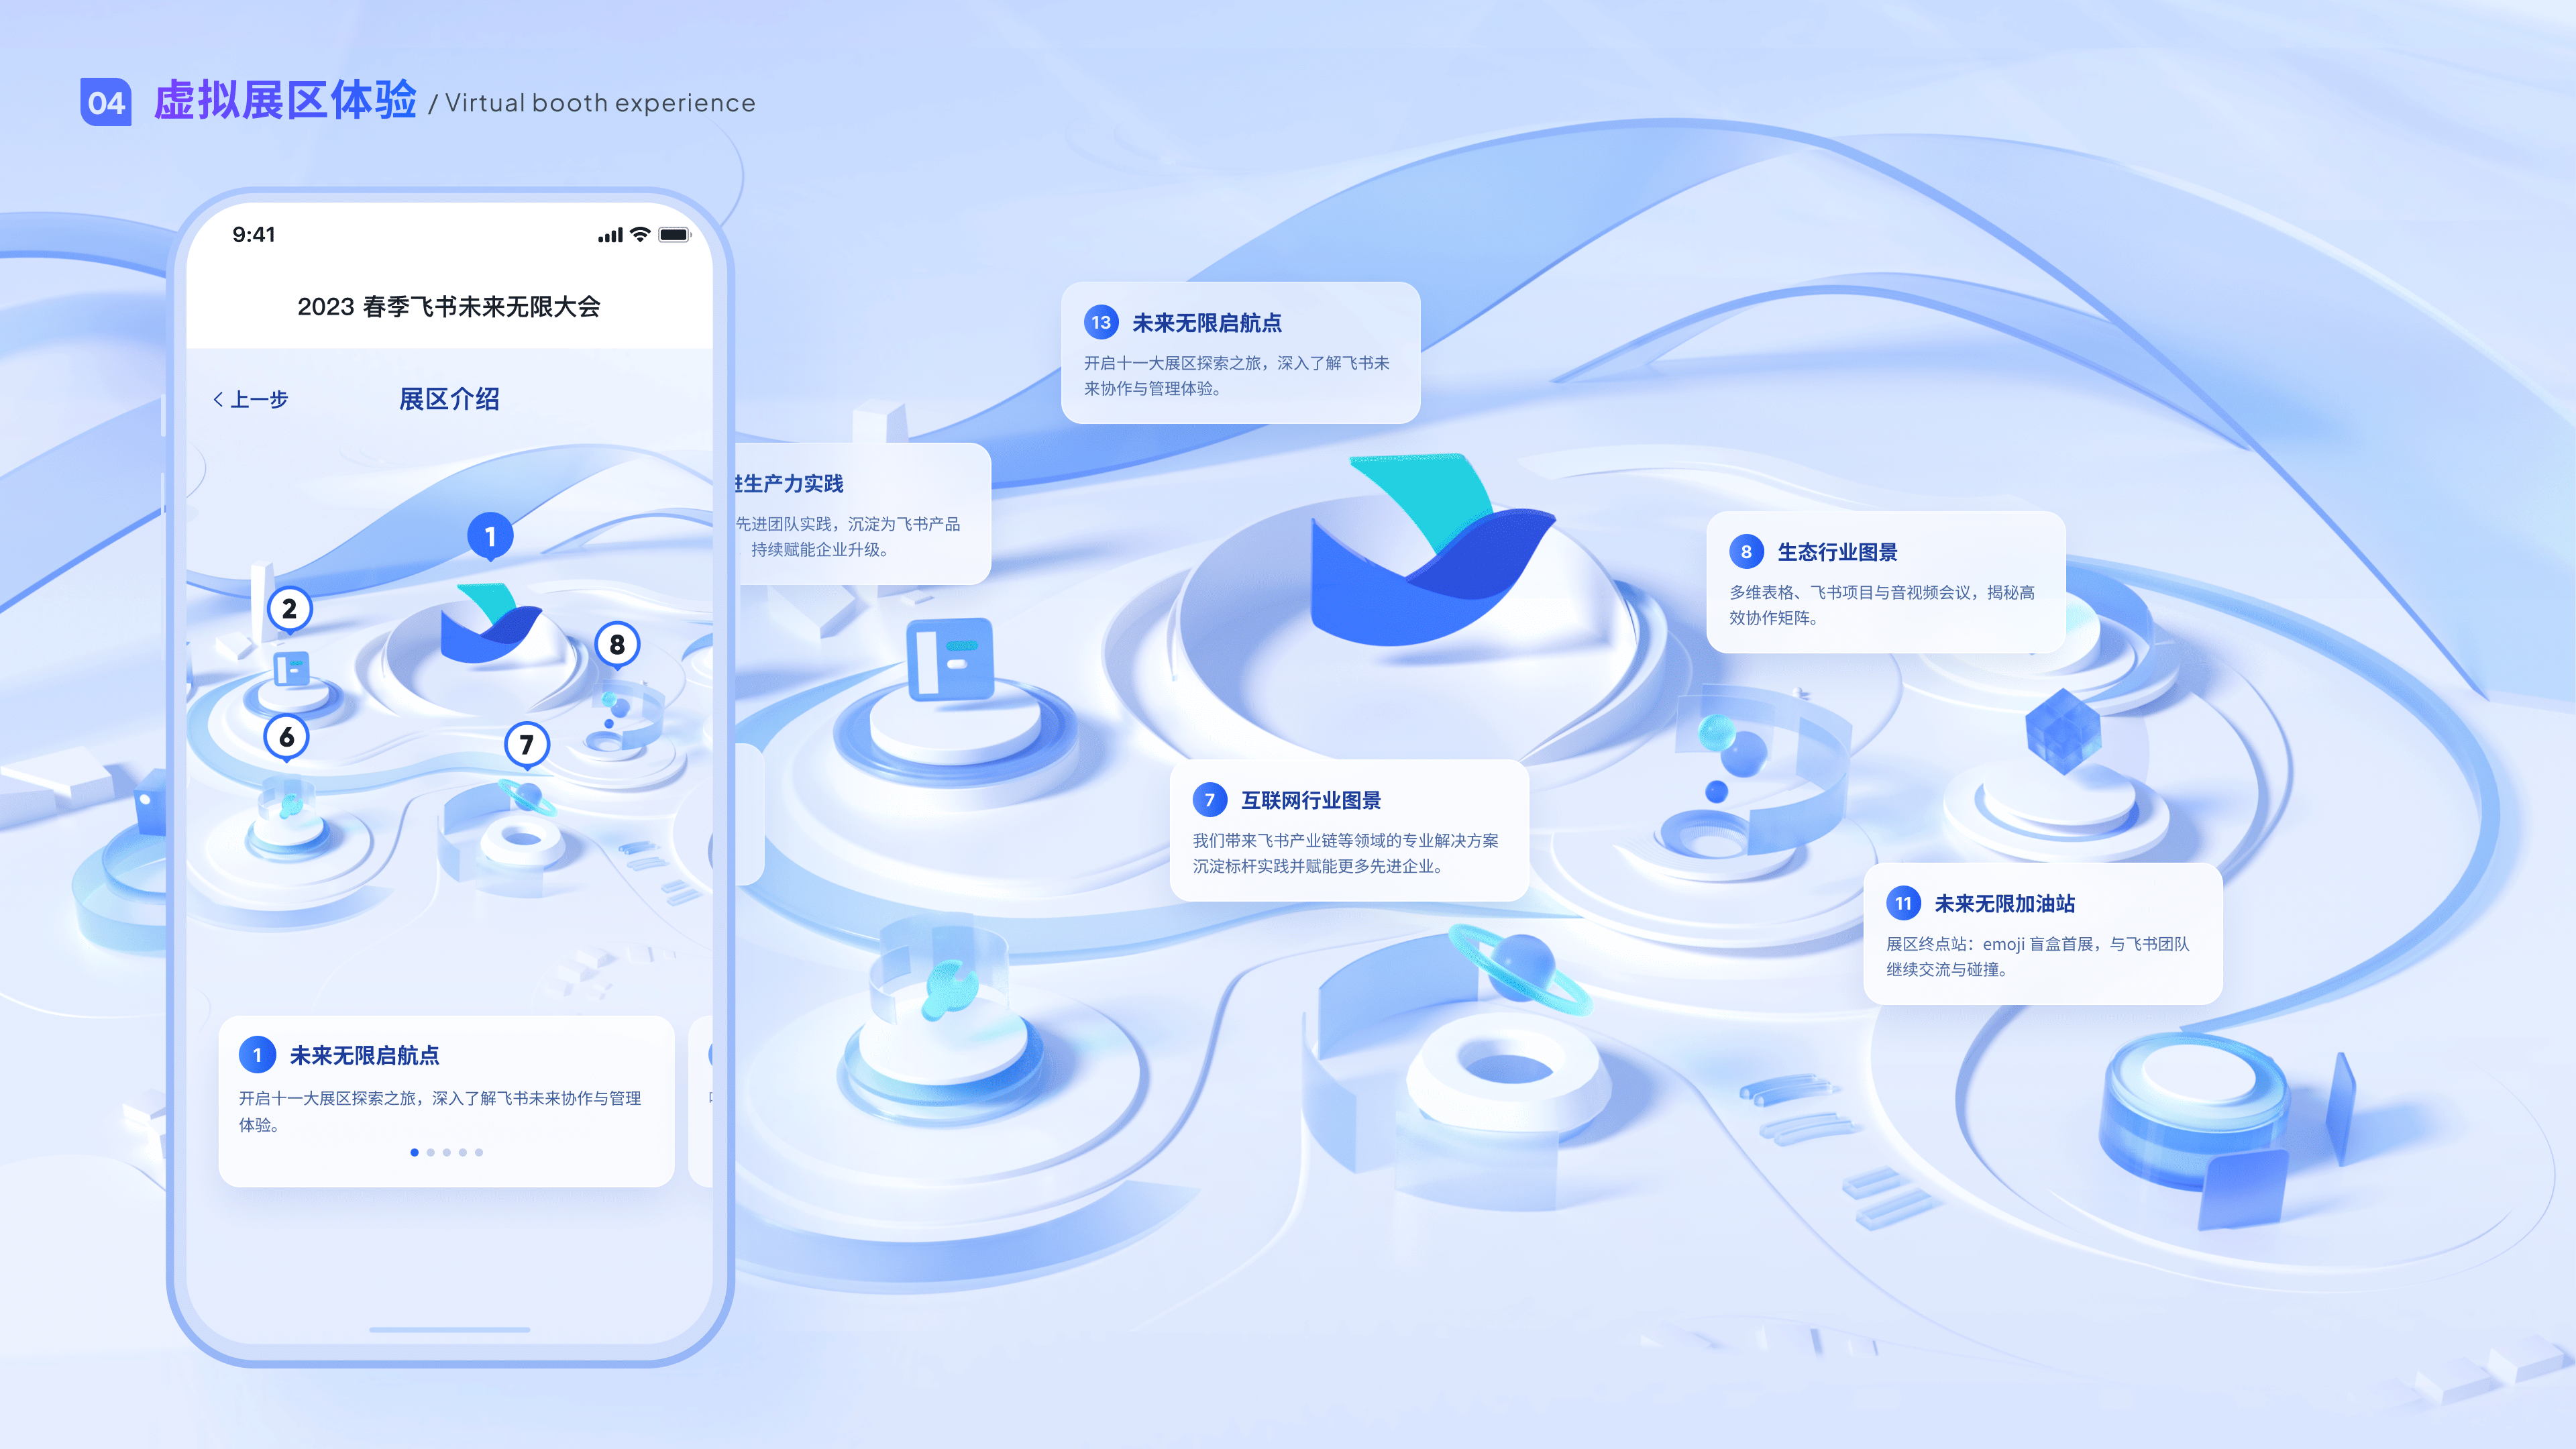 04 虚拟展区体验 / Virtual booth experience
9:41
2023 春季飞书未来无限大会
上一步
展区介绍
1
2
8
6
7
1 未来无限启航点
开启十一大展区探索之旅，深入了解飞书未来协作与管理
体验。
13 未来无限启航点
开启十一大展区探索之旅，深入了解飞书未
来协作与管理体验。
生产力实践
先进团队实践，沉淀为飞书产品
持续赋能企业升级。
8 生态行业图景
多维表格、飞书项目与音视频会议，揭秘高
效协作矩阵。
7 互联网行业图景
我们带来飞书产业链等领域的专业解决方案
沉淀标杆实践并赋能更多先进企业。
11 未来无限加油站
展区终点站：emoji 盲盒首展，与飞书团队
继续交流与碰撞。